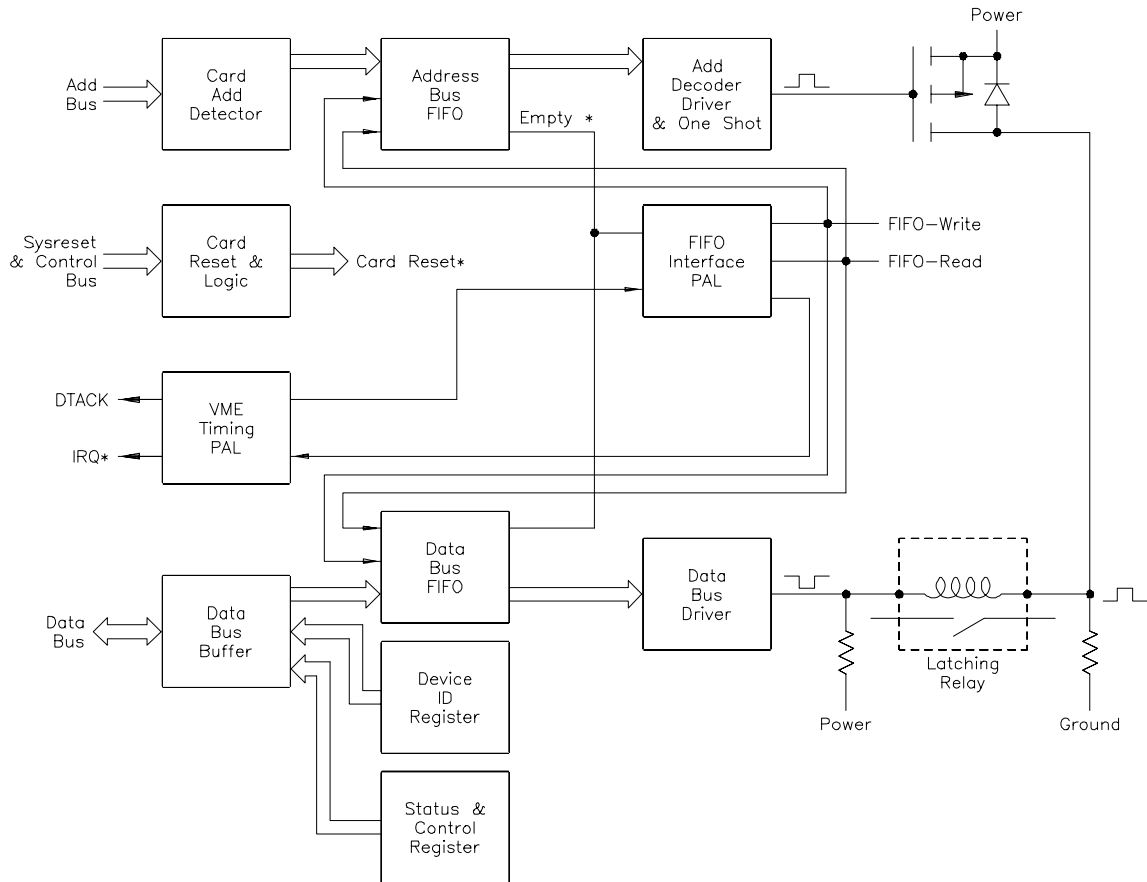 Power
Add
Bus
Card
Add
Detector
Address
Bus
FIFO
Add
Decoder
Driver
& One Shot
Empty *
Sysreset
& Control
Bus
Card
Reset &
Logic
Card Reset*
FIFO
Interface
PAL
FIFO-Write
FIFO-Read
DTACK
IRQ*
VME
Timing
PAL
Data
Bus
FIFO
Data
Bus
Driver
Data
Bus
Data
Bus
Buffer
Latching
Relay
Device
ID
Register
Power
Ground
Status &
Control
Register